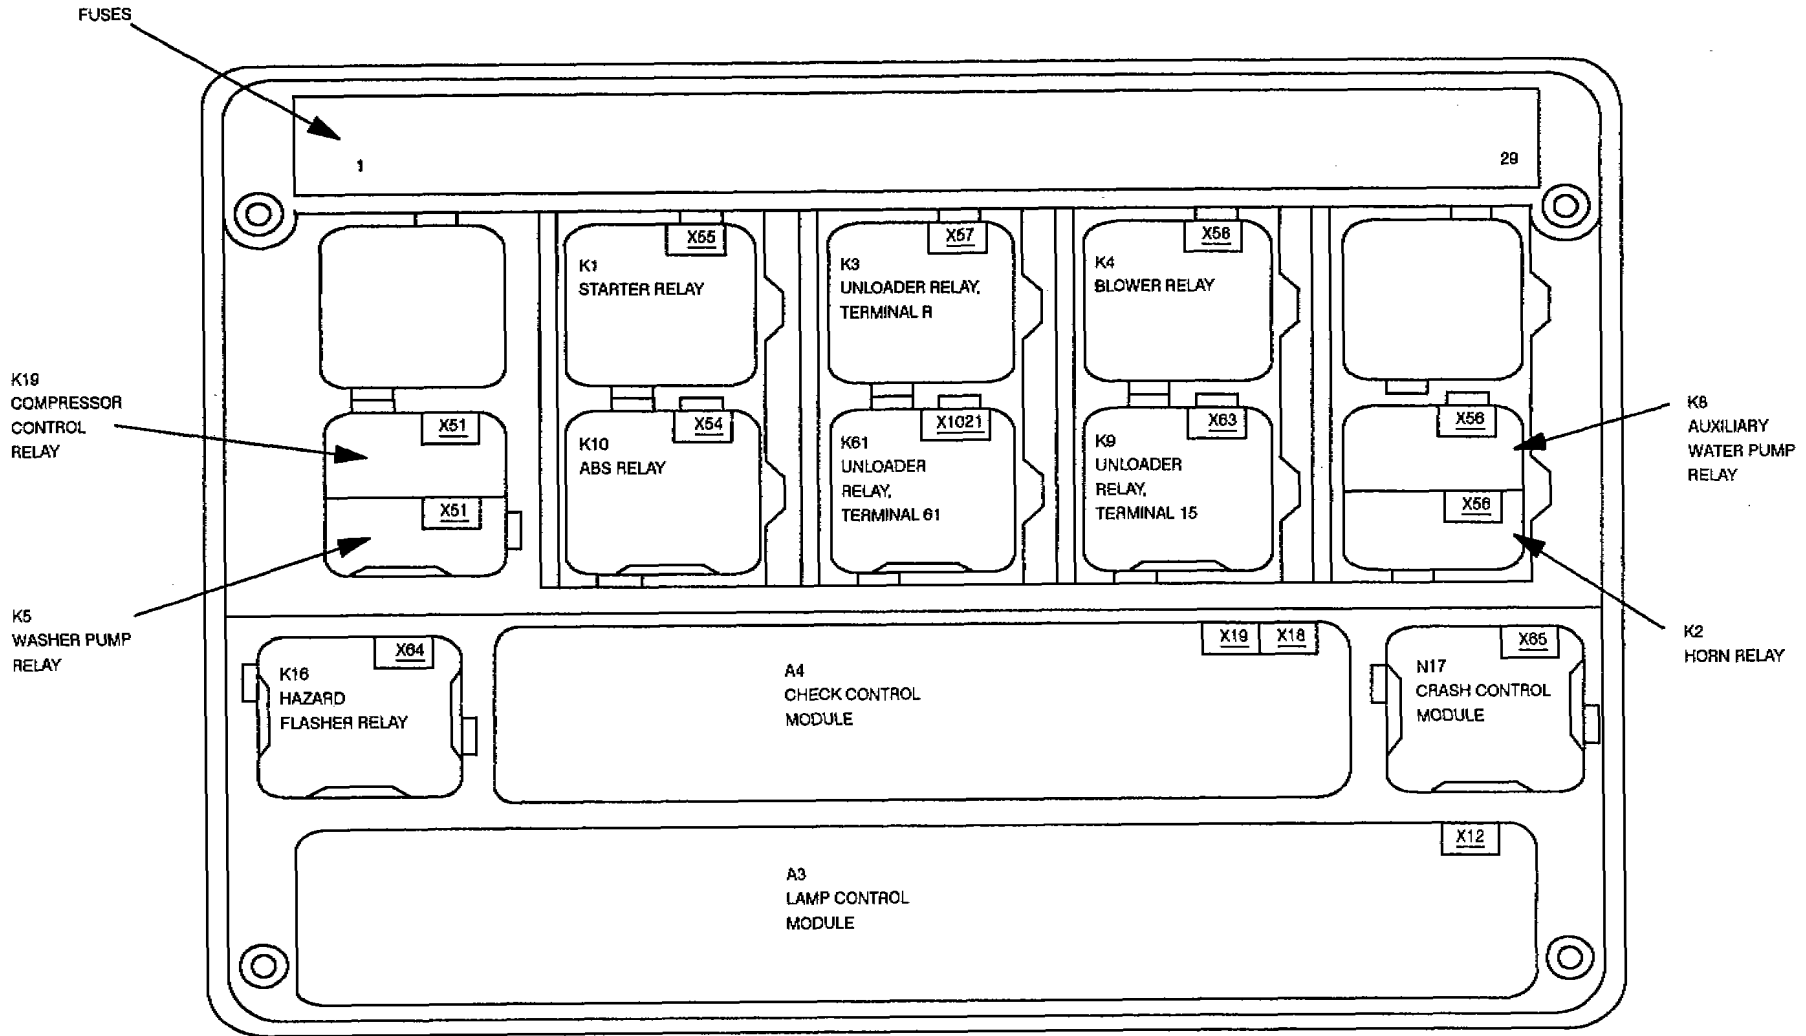 FUSES
1
29
X55
K1
STARTER RELAY
X57
K3
UNLOADER RELAY,
TERMINAL R
X58
K4
BLOWER RELAY
K19
COMPRESSOR
CONTROL
RELAY
X51
X51
K5
WASHER PUMP
RELAY
X54
K10
ABS RELAY
X1021
K61
UNLOADER
RELAY,
TERMINAL 61
X63
K9
UNLOADER
RELAY,
TERMINAL 15
X56
X56
K8
AUXILIARY
WATER PUMP
RELAY
K2
HORN RELAY
X64
K16
HAZARD
FLASHER RELAY
X19
X18
A4
CHECK CONTROL
MODULE
X65
N17
CRASH CONTROL
MODULE
X12
A3
LAMP CONTROL
MODULE